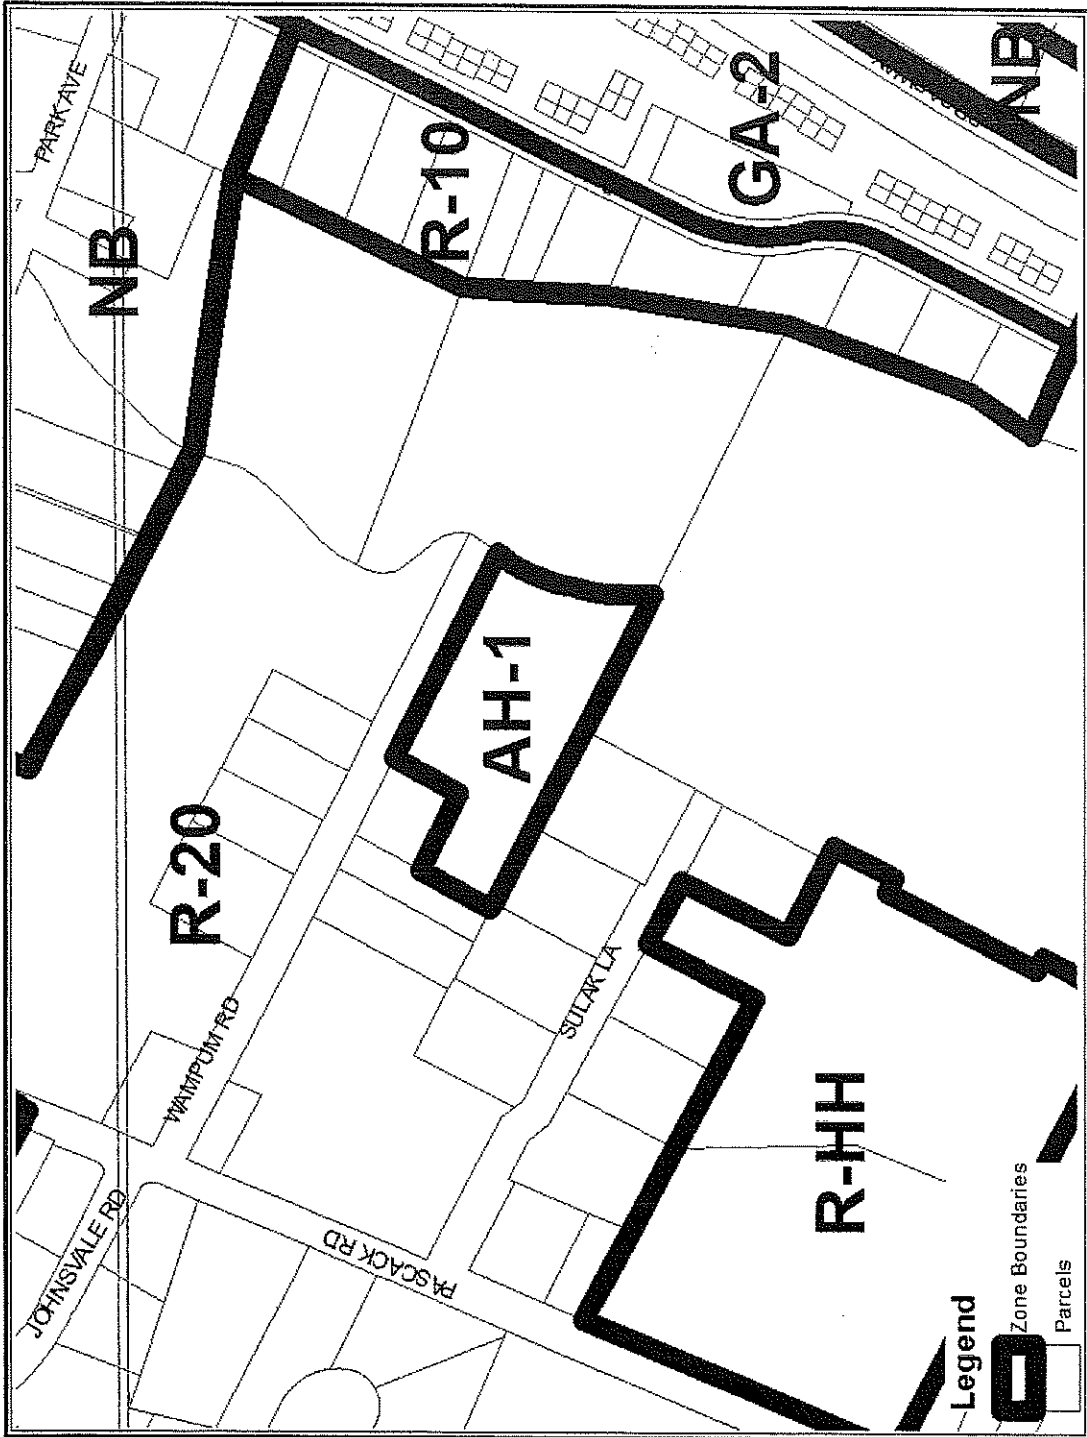 JOHNSVALE RD
PARK AVE
NB
WAMPUM RD
R-20
PASCACK RD
R-10
AH-1
SULAK LA
GA-2
R-HH
NB
Legend
Zone Boundaries
Parcels